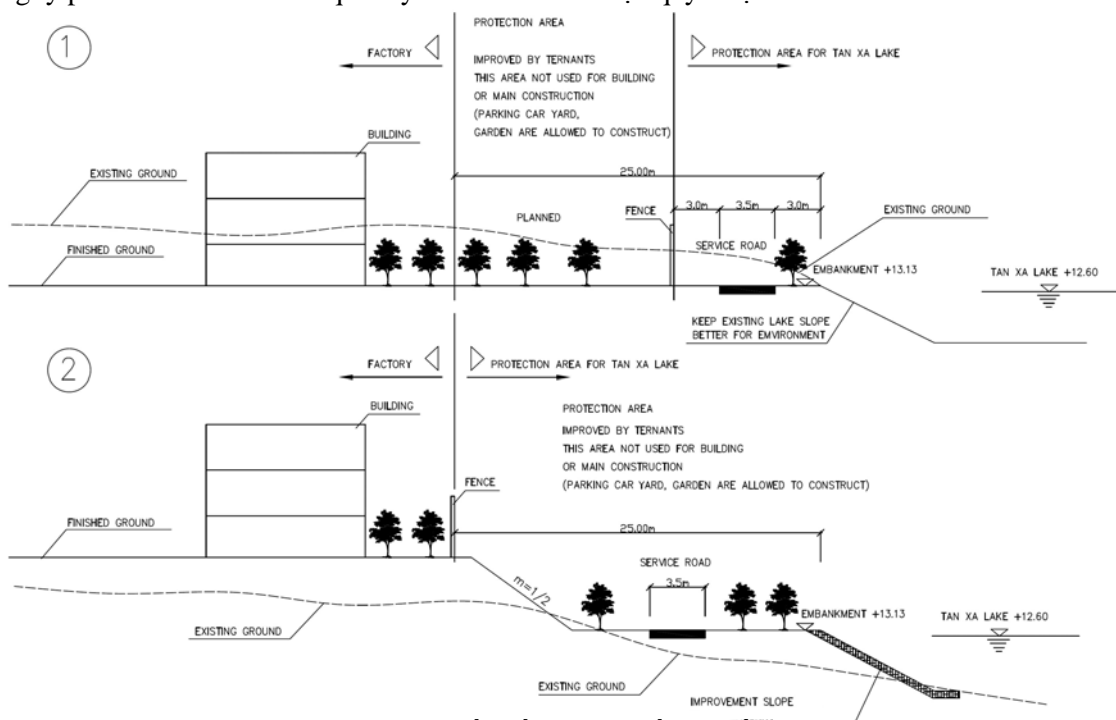 1
FACTORY
PROTECTION AREA
IMPROVED BY TERNANTS
THIS AREA NOT USED FOR BUILDING
OR MAIN CONSTRUCTION
(PARKING CAR YARD,
GARDEN ARE ALLOWED TO CONSTRUCT)
PROTECTION AREA FOR TAN XA LAKE
BUILDING
EXISTING GROUND
25.00m
PLANNED
FENCE
3.0m
3.5m
3.0m
EXISTING GROUND
FINISHED GROUND
SERVICE ROAD
EMBANKMENT +13.13
TAN XA LAKE +12.60
KEEP EXISTING LAKE SLOPE
BETTER FOR EMVIRONMENT
2
FACTORY
PROTECTION AREA FOR TAN XA LAKE
BUILDING
PROTECTION AREA
IMPROVED BY TERNANTS
THIS AREA NOT USED FOR BUILDING
OR MAIN CONSTRUCTION
(PARKING CAR YARD, GARDEN ARE ALLOWED TO CONSTRUCT)
FENCE
FINISHED GROUND
25.00m
SERVICE ROAD
3.5m
m=1/2
EMBANKMENT +13.13
TAN XA LAKE +12.60
EXISTING GROUND
EXISTING GROUND
IMPROVEMENT SLOPE